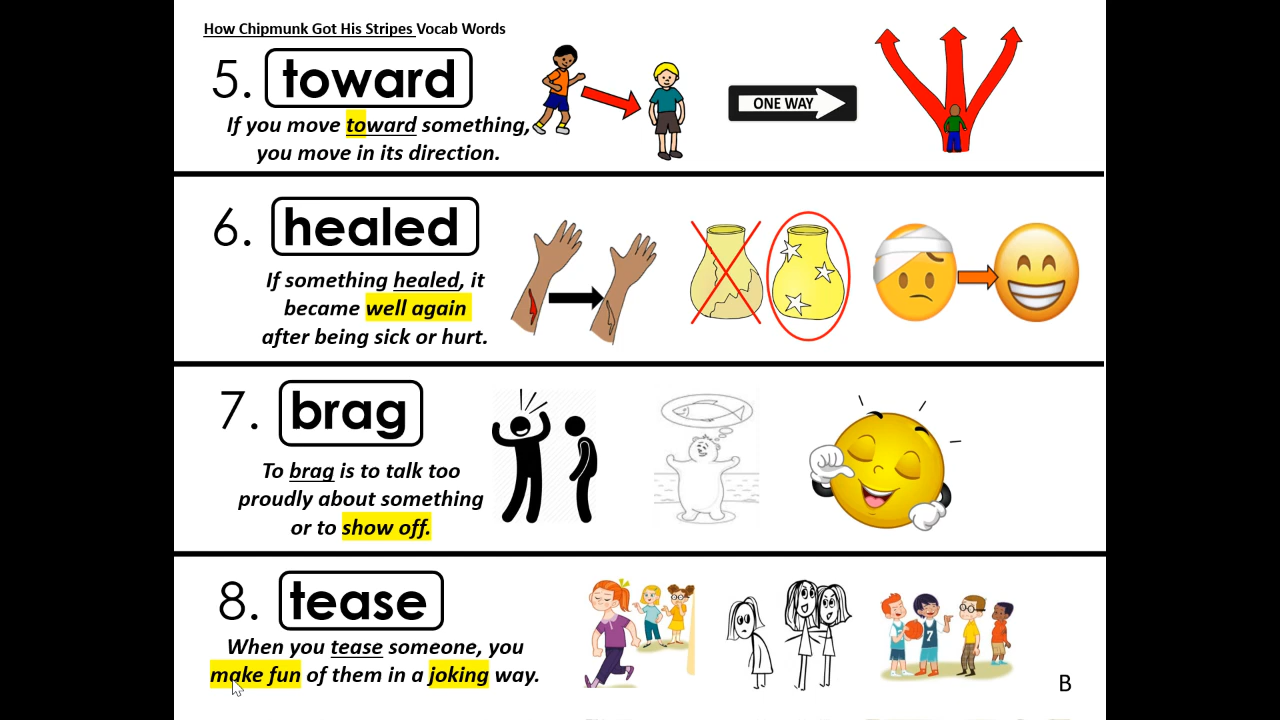 How Chipmunk Got His Stripes Vocab Words
5. toward
If you move toward something,
you move in its direction.
ONE WAY
6. healed
If something healed, it
became well again
after being sick or hurt.
7. brag
To brag is to talk too
proudly about something
or to show off.
8. tease
When you tease someone, you
make fun of them in a joking way.
B